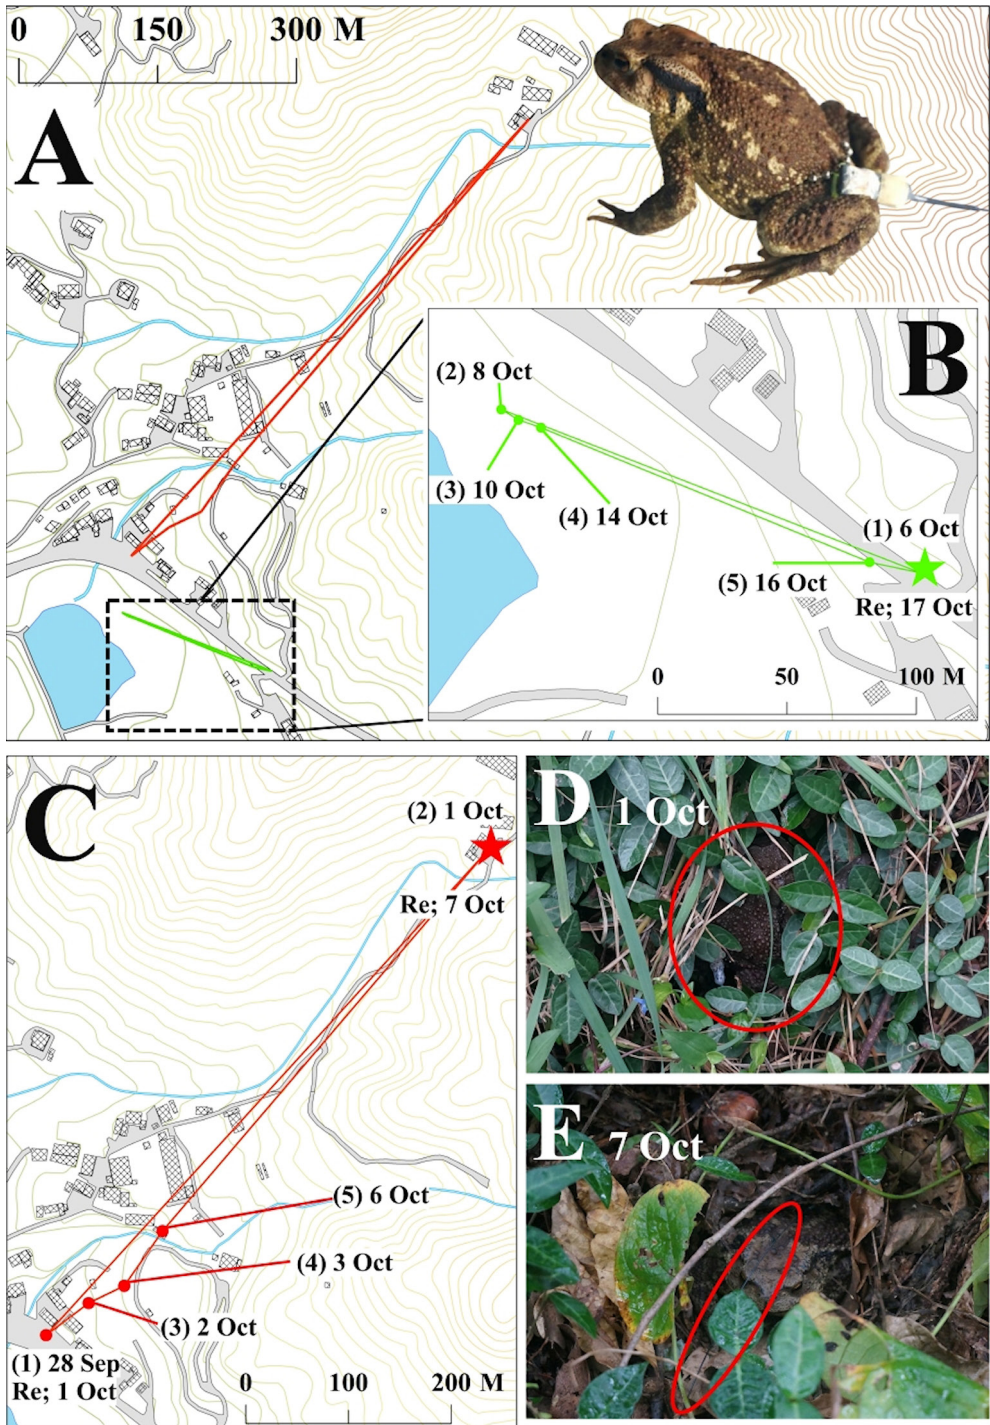 0 150 300 M
A
B
(2) 8 Oct
(3) 10 Oct
(4) 14 Oct
(1) 6 Oct
(5) 16 Oct
Re; 17 Oct
0 50 100 M
C
(2) 1 Oct
Re; 7 Oct
(5) 6 Oct
(4) 3 Oct
(3) 2 Oct
(1) 28 Sep
Re; 1 Oct
0 100 200 M
D 1 Oct
E 7 Oct